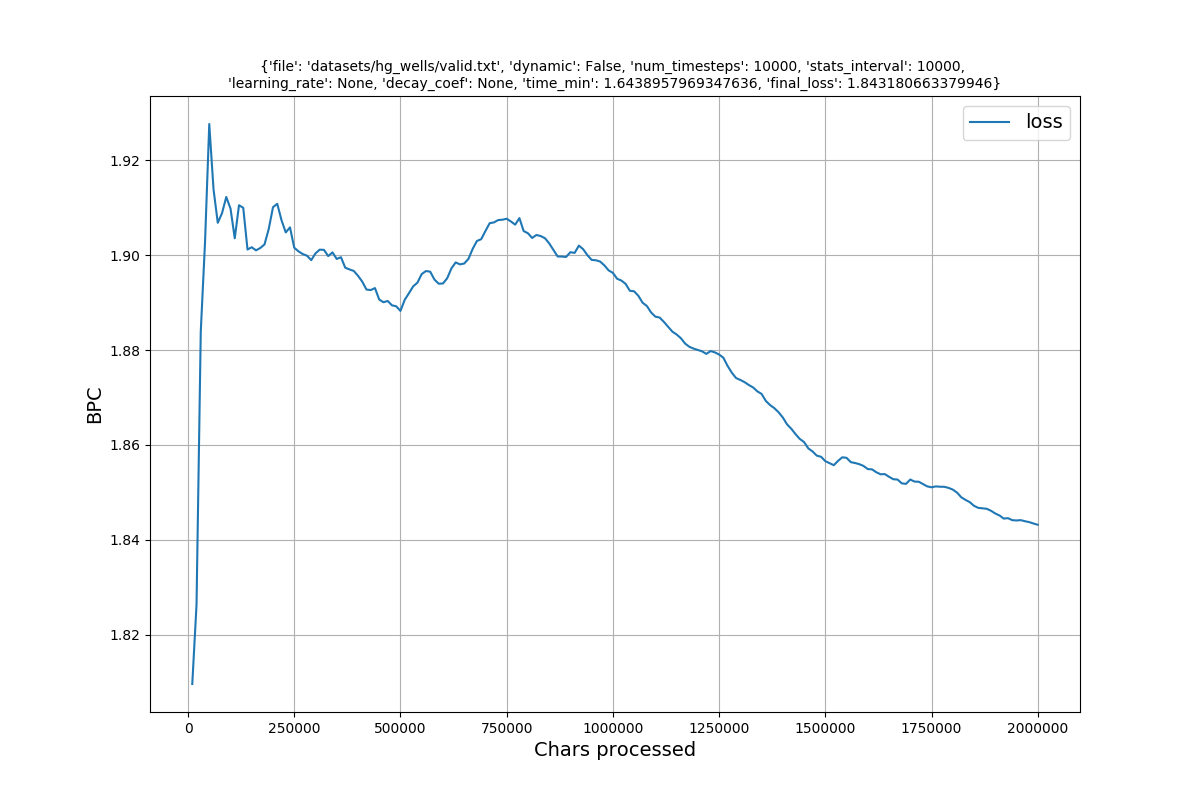 {'file': 'datasets/hg_wells/valid.txt', 'dynamic': False, 'num_timesteps': 10000, 'stats_interval': 10000,
'learning_rate': None, 'decay_coef': None, 'time_min': 1.6438957969347636, 'final_loss': 1.843180663379946}
loss
1.92
1.90
1.88
1.86
1.84
1.82
BPC
0 250000 500000 750000 1000000 1250000 1500000 1750000 2000000
Chars processed